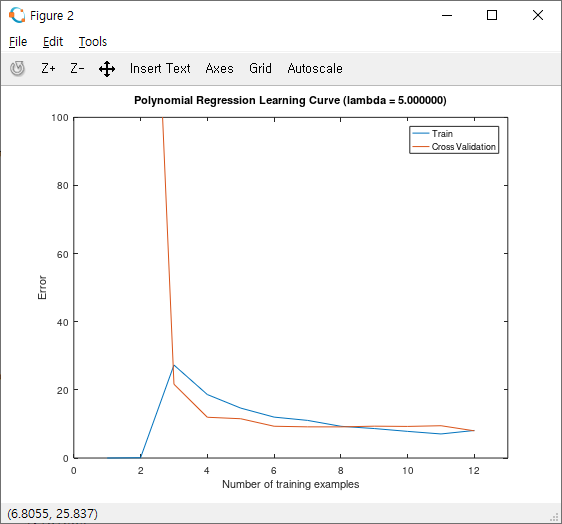 Figure 2
File Edit Tools
Z+ Z- Insert Text Axes Grid Autoscale
Polynomial Regression Learning Curve (lambda = 5.000000)
Train
Cross Validation
100
80
60
40
20
0
Error
0 2 4 6 8 10 12
Number of training examples
(6.8055, 25.837)